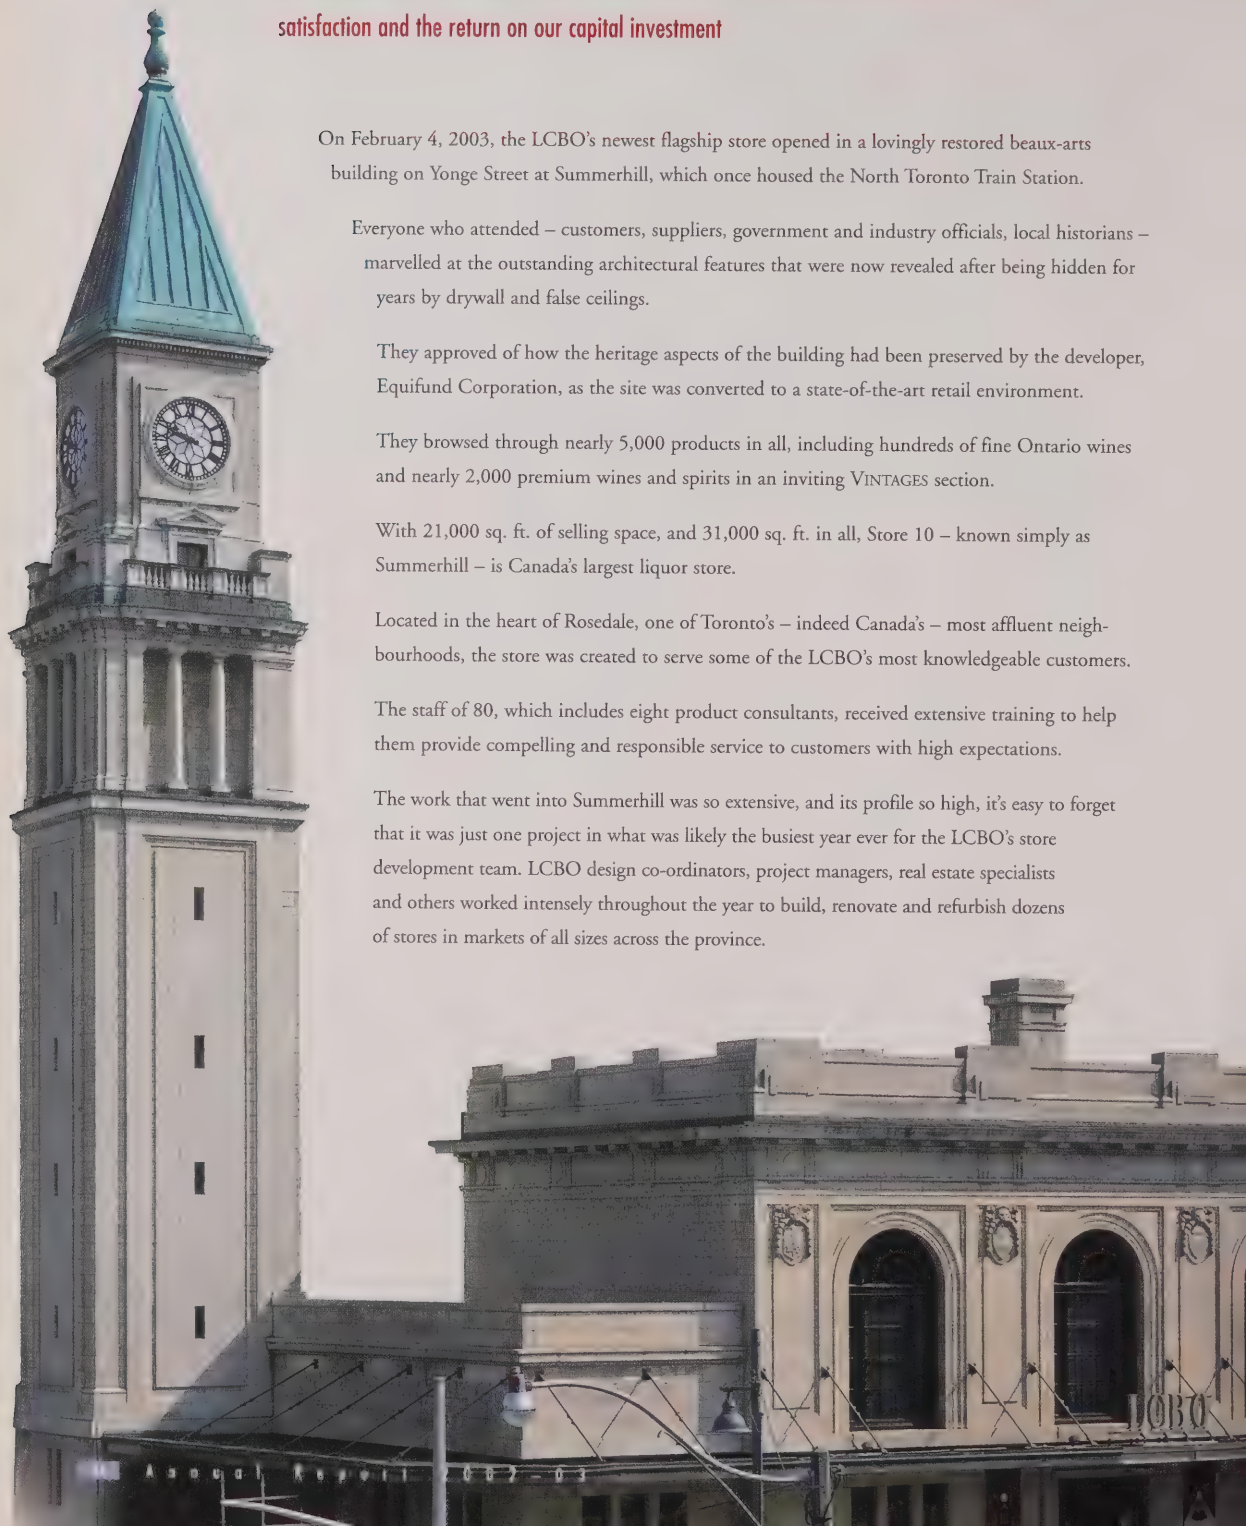 satisfaction and the return on our capital investment
On February 4, 2003, the LCBO's newest flagship store opened in a lovingly restored beaux-arts
building on Yonge Street at Summerhill, which once housed the North Toronto Train Station.
Everyone who attended – customers, suppliers, government and industry officials, local historians –
marvelled at the outstanding architectural features that were now revealed after being hidden for
years by drywall and false ceilings.
They approved of how the heritage aspects of the building had been preserved by the developer,
Equifund Corporation, as the site was converted to a state-of-the-art retail environment.
They browsed through nearly 5,000 products in all, including hundreds of fine Ontario wines
and nearly 2,000 premium wines and spirits in an inviting VINTAGES section.
With 21,000 sq. ft. of selling space, and 31,000 sq. ft. in all, Store 10 – known simply as
Summerhill – is Canada's largest liquor store.
Located in the heart of Rosedale, one of Toronto's – indeed Canada's – most affluent neigh-
bourhoods, the store was created to serve some of the LCBO's most knowledgeable customers.
The staff of 80, which includes eight product consultants, received extensive training to help
them provide compelling and responsible service to customers with high expectations.
The work that went into Summerhill was so extensive, and its profile so high, it's easy to forget
that it was just one project in what was likely the busiest year ever for the LCBO's store
development team. LCBO design co-ordinators, project managers, real estate specialists
and others worked intensely throughout the year to build, renovate and refurbish dozens
of stores in markets of all sizes across the province.
LCBO
Annual Report 2002–03